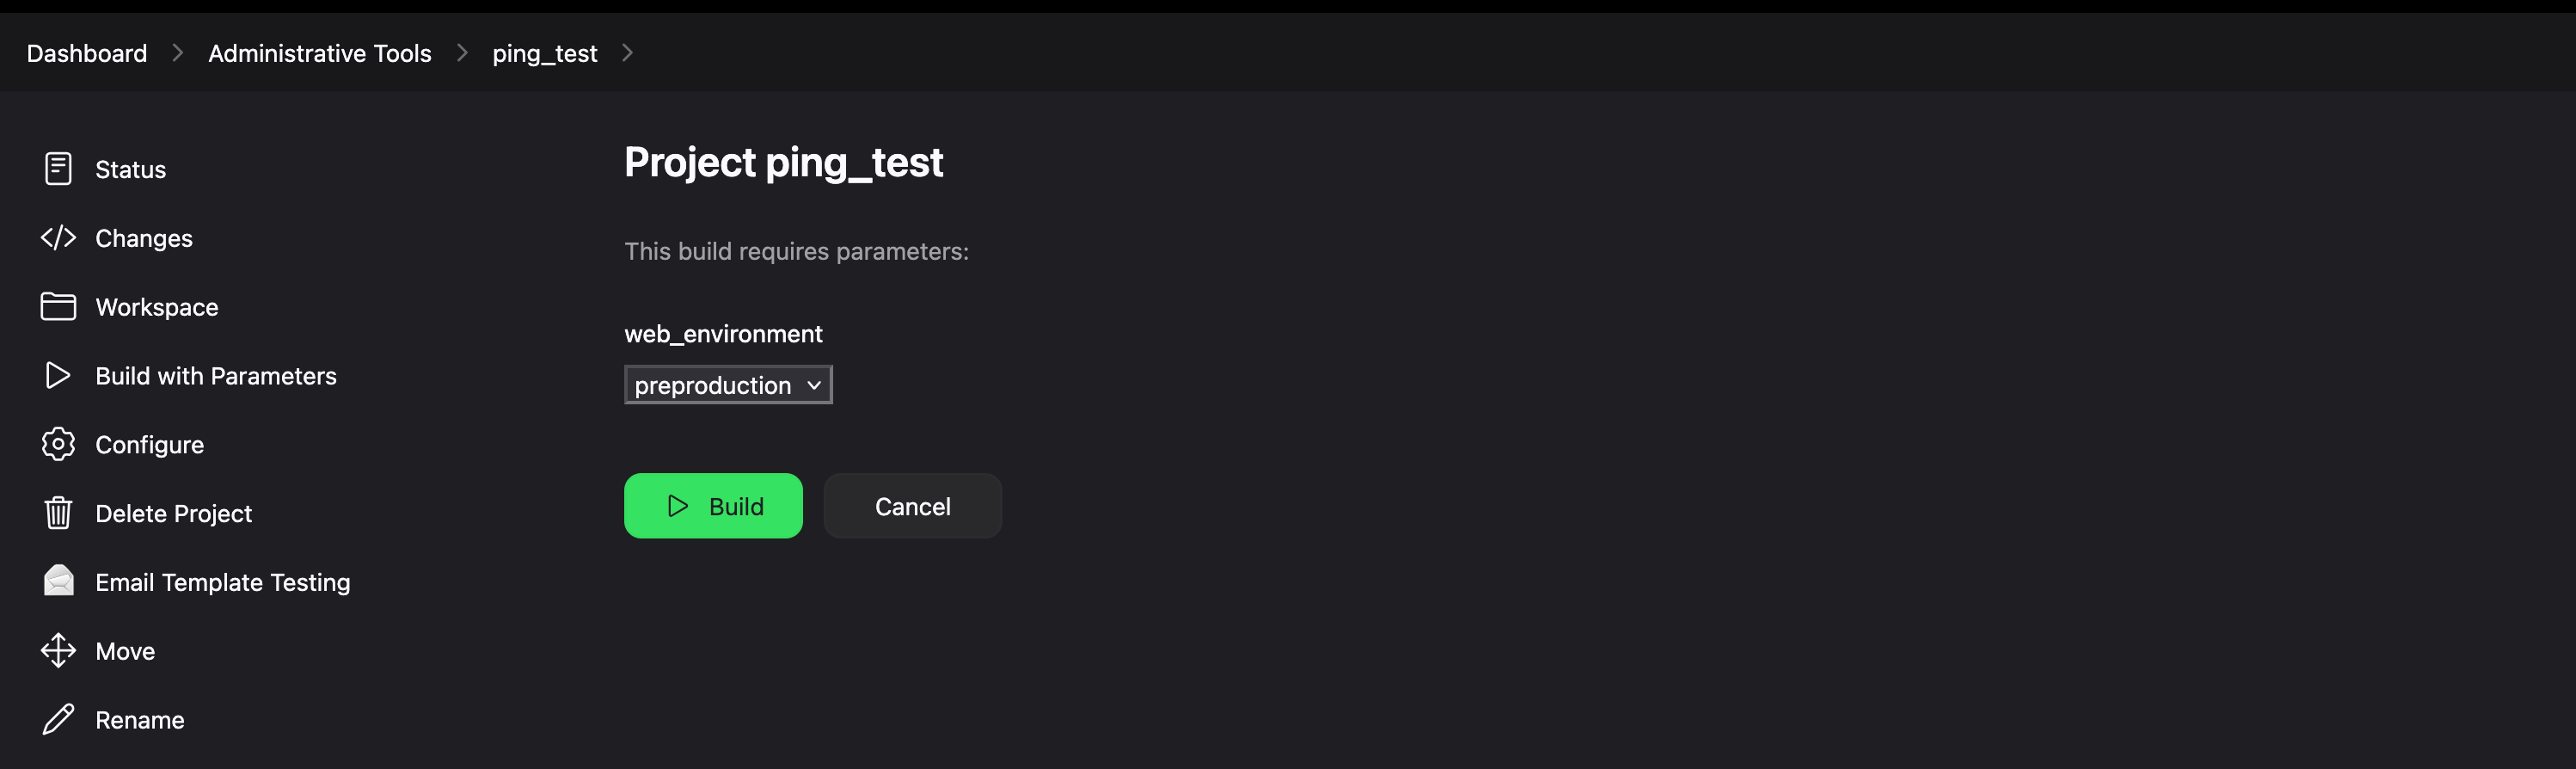 Dashboard > Administrative Tools > ping_test >
Status
Changes
Workspace
Build with Parameters
Configure
Delete Project
Email Template Testing
Move
Rename
Project ping_test
This build requires parameters:
web_environment
preproduction
Build
Cancel